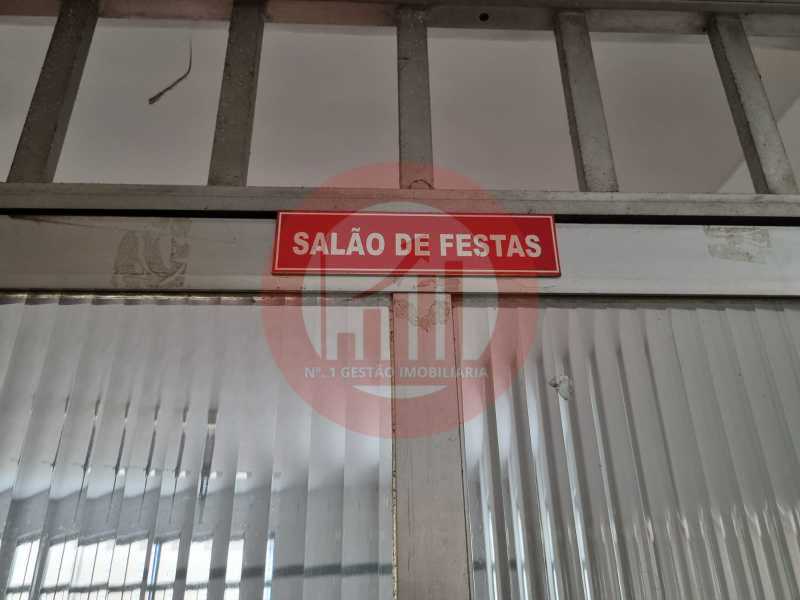 SALÃO DE FESTAS
Nº. 1 GESTÃO IMOBILIÁRIA